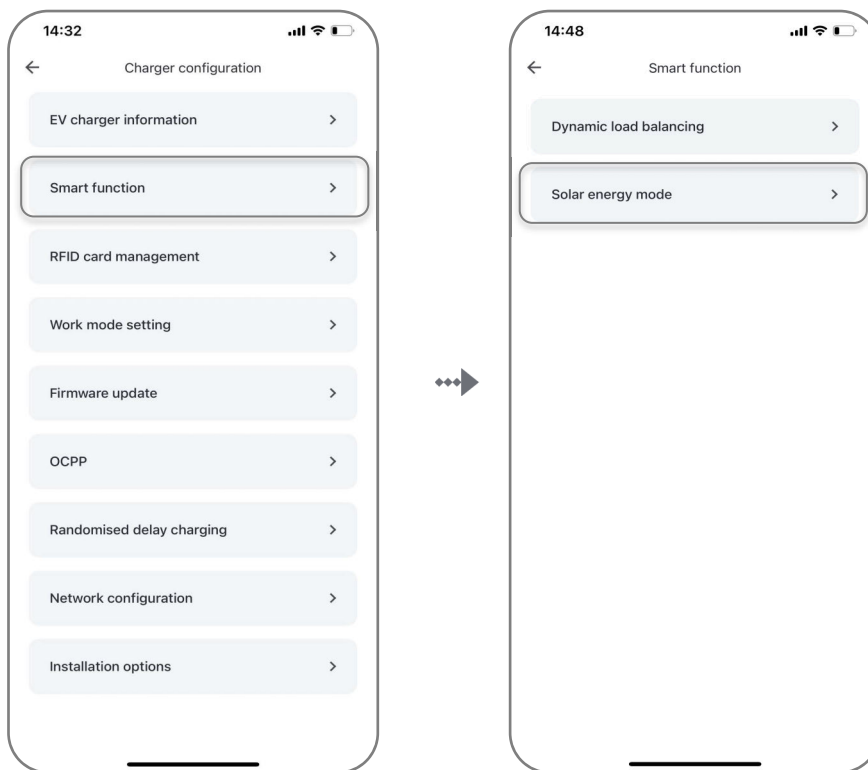 14:32
Charger configuration
EV charger information
Smart function
RFID card management
Work mode setting
Firmware update
OCPP
Randomised delay charging
Network configuration
Installation options
14:48
Smart function
Dynamic load balancing
Solar energy mode